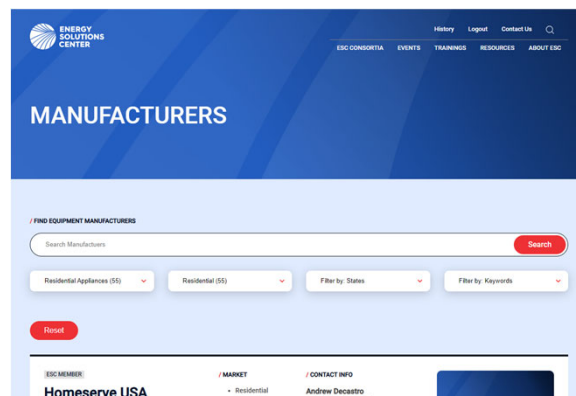 ENERGY
SOLUTIONS
CENTER
History Logout Contact Us
ESC CONSORTIA EVENTS TRAININGS RESOURCES ABOUT ESC
MANUFACTURERS
/ FIND EQUIPMENT MANUFACTURERS
Search Manufactuers Search
Residential Appliances (55) Residential (55) Filter by: States Filter by: Keywords
Reset
ESC MEMBER / MARKET / CONTACT INFO
Homeserve USA • Residential Andrew Decastro